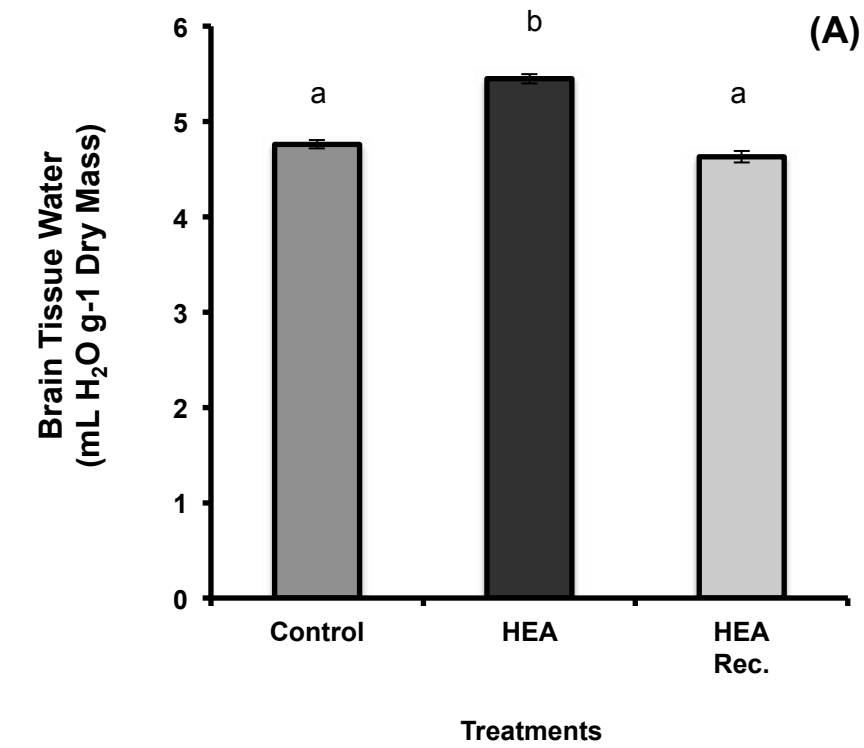 (A)
Brain Tissue Water
(mL H₂O g-1 Dry Mass)
6
5
4
3
2
1
0
a
b
a
Control
HEA
HEA
Rec.
Treatments